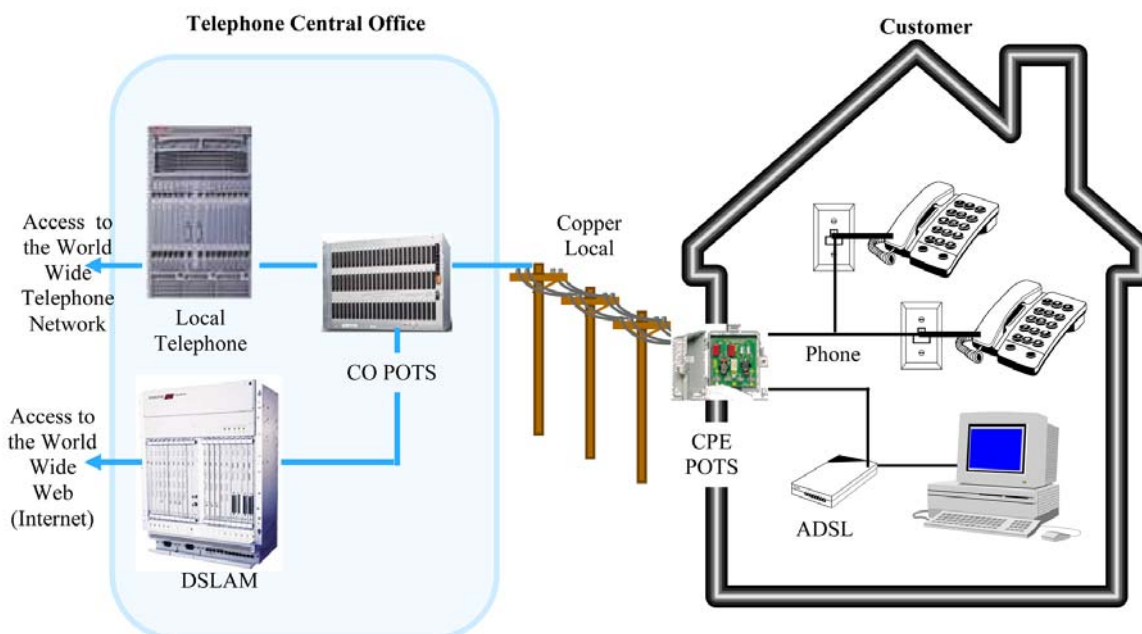 Telephone Central Office
Customer
Access to
the World
Wide
Telephone
Network
Local
Telephone
CO POTS
Copper
Local
Phone
Access to
the World
Wide
Web
(Internet)
DSLAM
CPE
POTS
ADSL